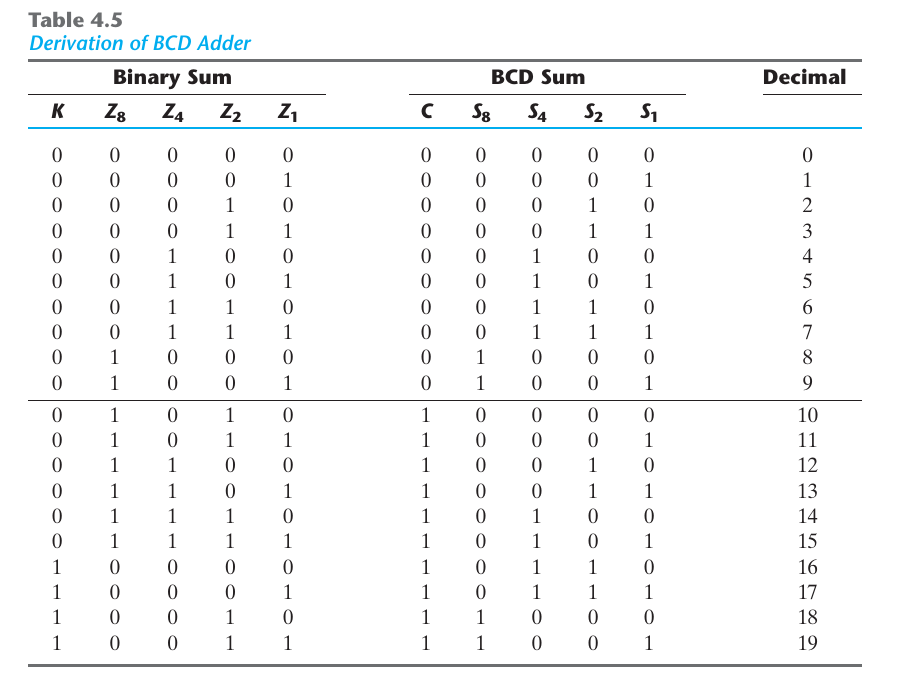 Table 4.5
Derivation of BCD Adder
Binary Sum BCD Sum Decimal
K Z8 Z4 Z2 Z1 C S8 S4 S2 S1
0 0 0 0 0 0 0 0 0 0 0
0 0 0 0 1 0 0 0 0 1 1
0 0 0 1 0 0 0 0 1 0 2
0 0 0 1 1 0 0 0 1 1 3
0 0 1 0 0 0 0 1 0 0 4
0 0 1 0 1 0 0 1 0 1 5
0 0 1 1 0 0 0 1 1 0 6
0 0 1 1 1 0 0 1 1 1 7
0 1 0 0 0 0 1 0 0 0 8
0 1 0 0 1 0 1 0 0 1 9
0 1 0 1 0 1 0 0 0 0 10
0 1 0 1 1 1 0 0 0 1 11
0 1 1 0 0 1 0 0 1 0 12
0 1 1 0 1 1 0 0 1 1 13
0 1 1 1 0 1 0 1 0 0 14
0 1 1 1 1 1 0 1 0 1 15
1 0 0 0 0 1 0 1 1 0 16
1 0 0 0 1 1 0 1 1 1 17
1 0 0 1 0 1 1 0 0 0 18
1 0 0 1 1 1 1 0 0 1 19